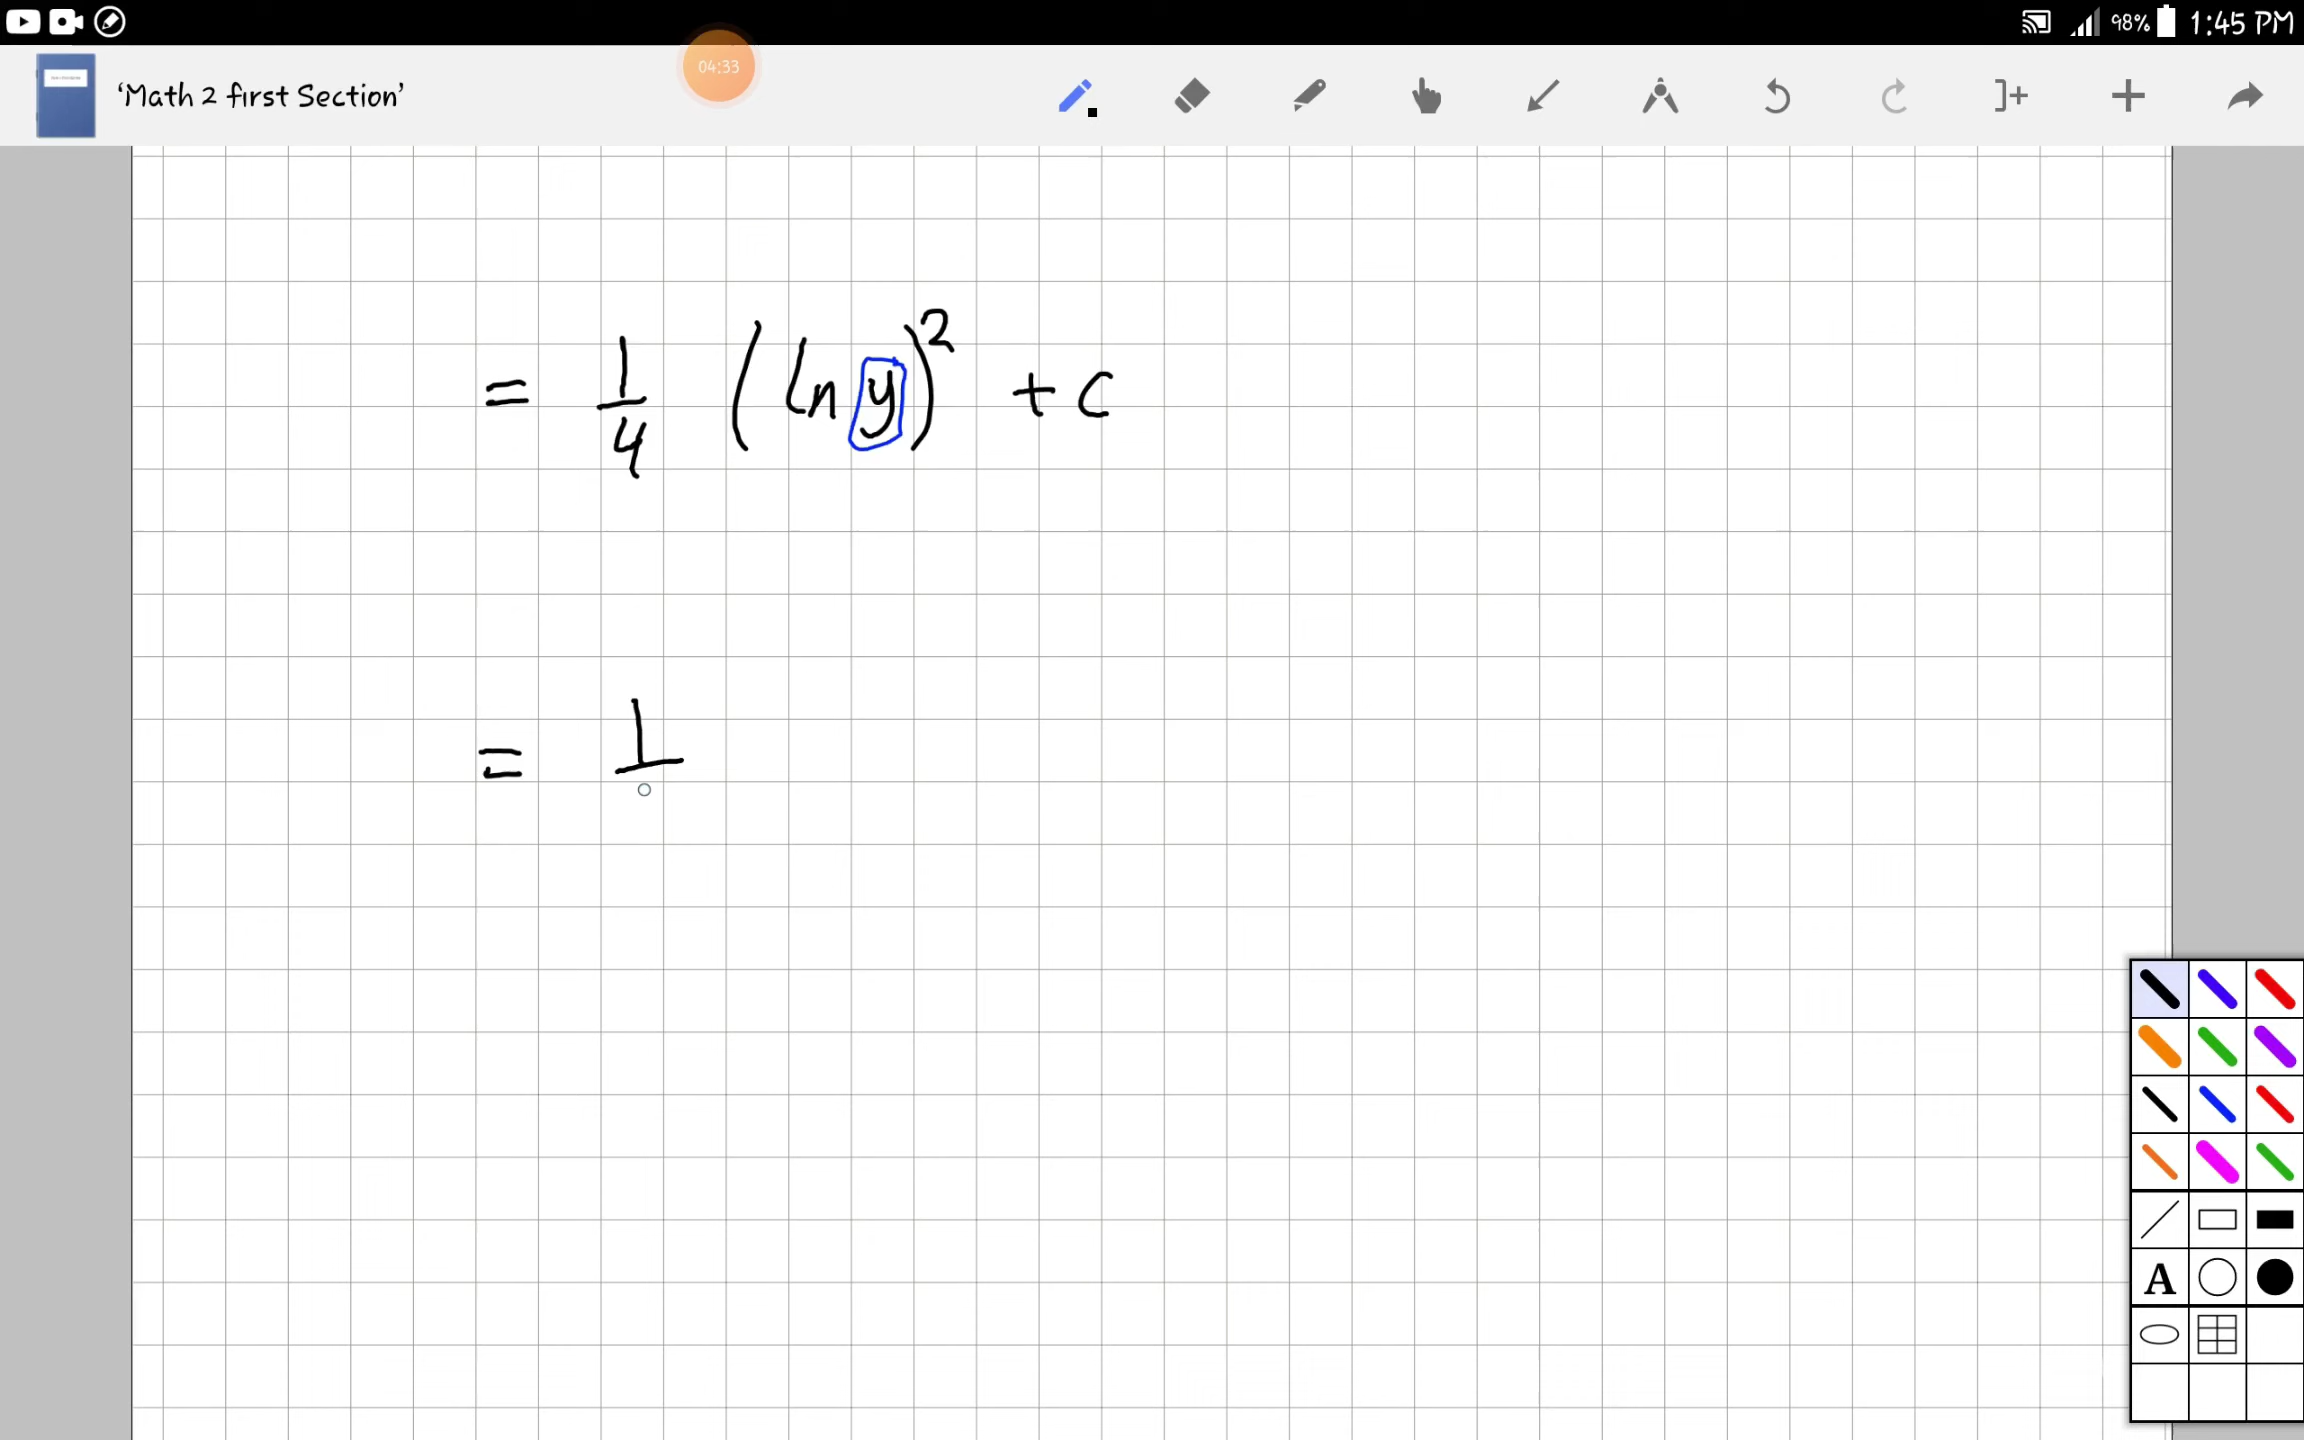 98% 1:45 PM
'Math 2 first Section' 04:33
= 1/4 (ln y)² + c
= 1/
A